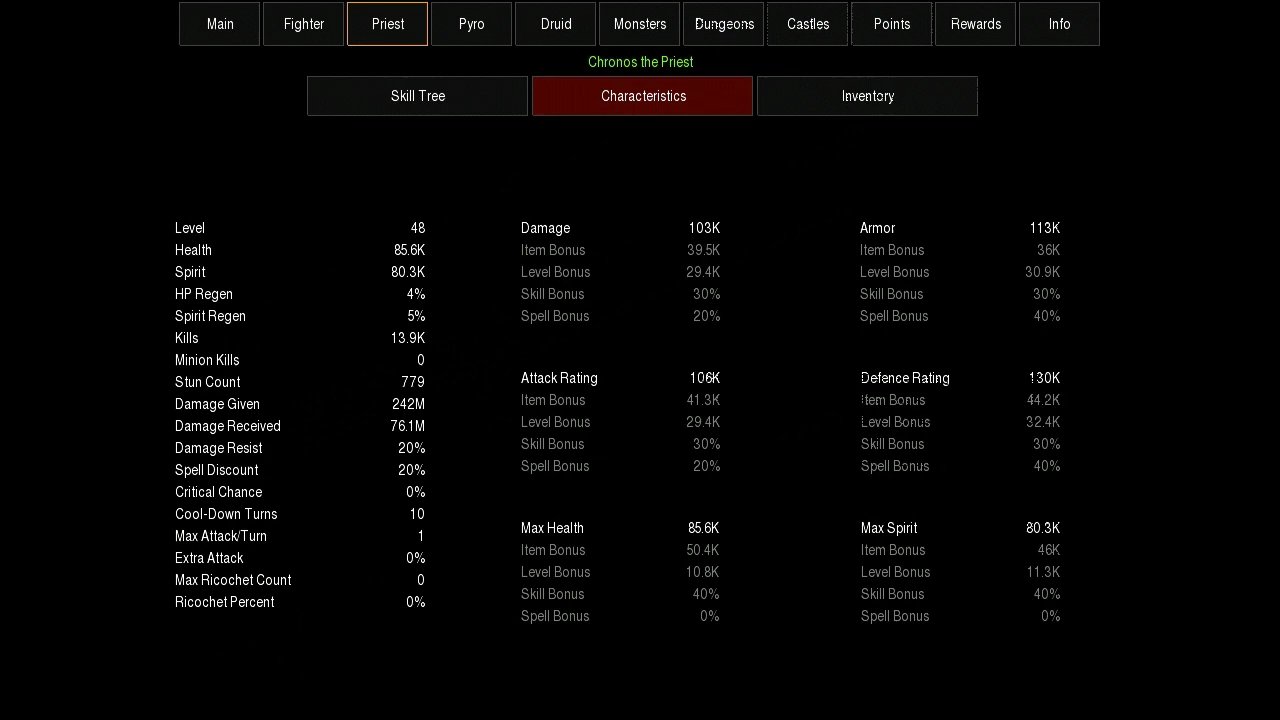 Main Fighter Priest Pyro Druid Monsters Dungeons Castles Points Rewards Info
Chronos the Priest
Skill Tree Characteristics Inventory
Level 48
Health 85.6K
Spirit 80.3K
HP Regen 4%
Spirit Regen 5%
Kills 13.9K
Minion Kills 0
Stun Count 779
Damage Given 242M
Damage Received 76.1M
Damage Resist 20%
Spell Discount 20%
Critical Chance 0%
Cool-Down Turns 10
Max Attack/Turn 1
Extra Attack 0%
Max Ricochet Count 0
Ricochet Percent 0%
Damage 103K
Item Bonus 39.5K
Level Bonus 29.4K
Skill Bonus 30%
Spell Bonus 20%
Attack Rating 106K
Item Bonus 41.3K
Level Bonus 29.4K
Skill Bonus 30%
Spell Bonus 20%
Max Health 85.6K
Item Bonus 50.4K
Level Bonus 10.8K
Skill Bonus 40%
Spell Bonus 0%
Armor 113K
Item Bonus 36K
Level Bonus 30.9K
Skill Bonus 30%
Spell Bonus 40%
Defence Rating 130K
Item Bonus 44.2K
Level Bonus 32.4K
Skill Bonus 30%
Spell Bonus 40%
Max Spirit 80.3K
Item Bonus 46K
Level Bonus 11.3K
Skill Bonus 40%
Spell Bonus 0%